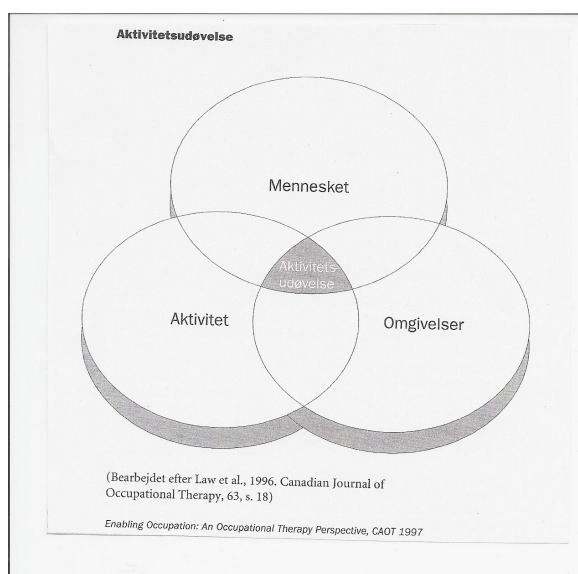 Aktivitetsudøvelse
Mennesket
Aktivitets-
udøvelse
Aktivitet
Omgivelser
(Bearbejdet efter Law et al., 1996. Canadian Journal of
Occupational Therapy, 63, s. 18)
Enabling Occupation: An Occupational Therapy Perspective, CAOT 1997